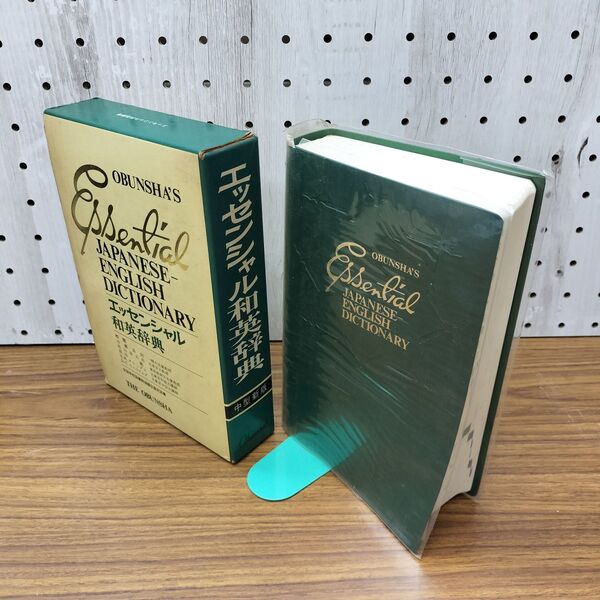 OBUNSHA'S
Essential
JAPANESE-
ENGLISH
DICTIONARY
エッセンシャル
和英辞典
THE OBUNSHA
エッセンシャル和英辞典
中型新版
OBUNSHA'S
Essential
JAPANESE-
ENGLISH
DICTIONARY